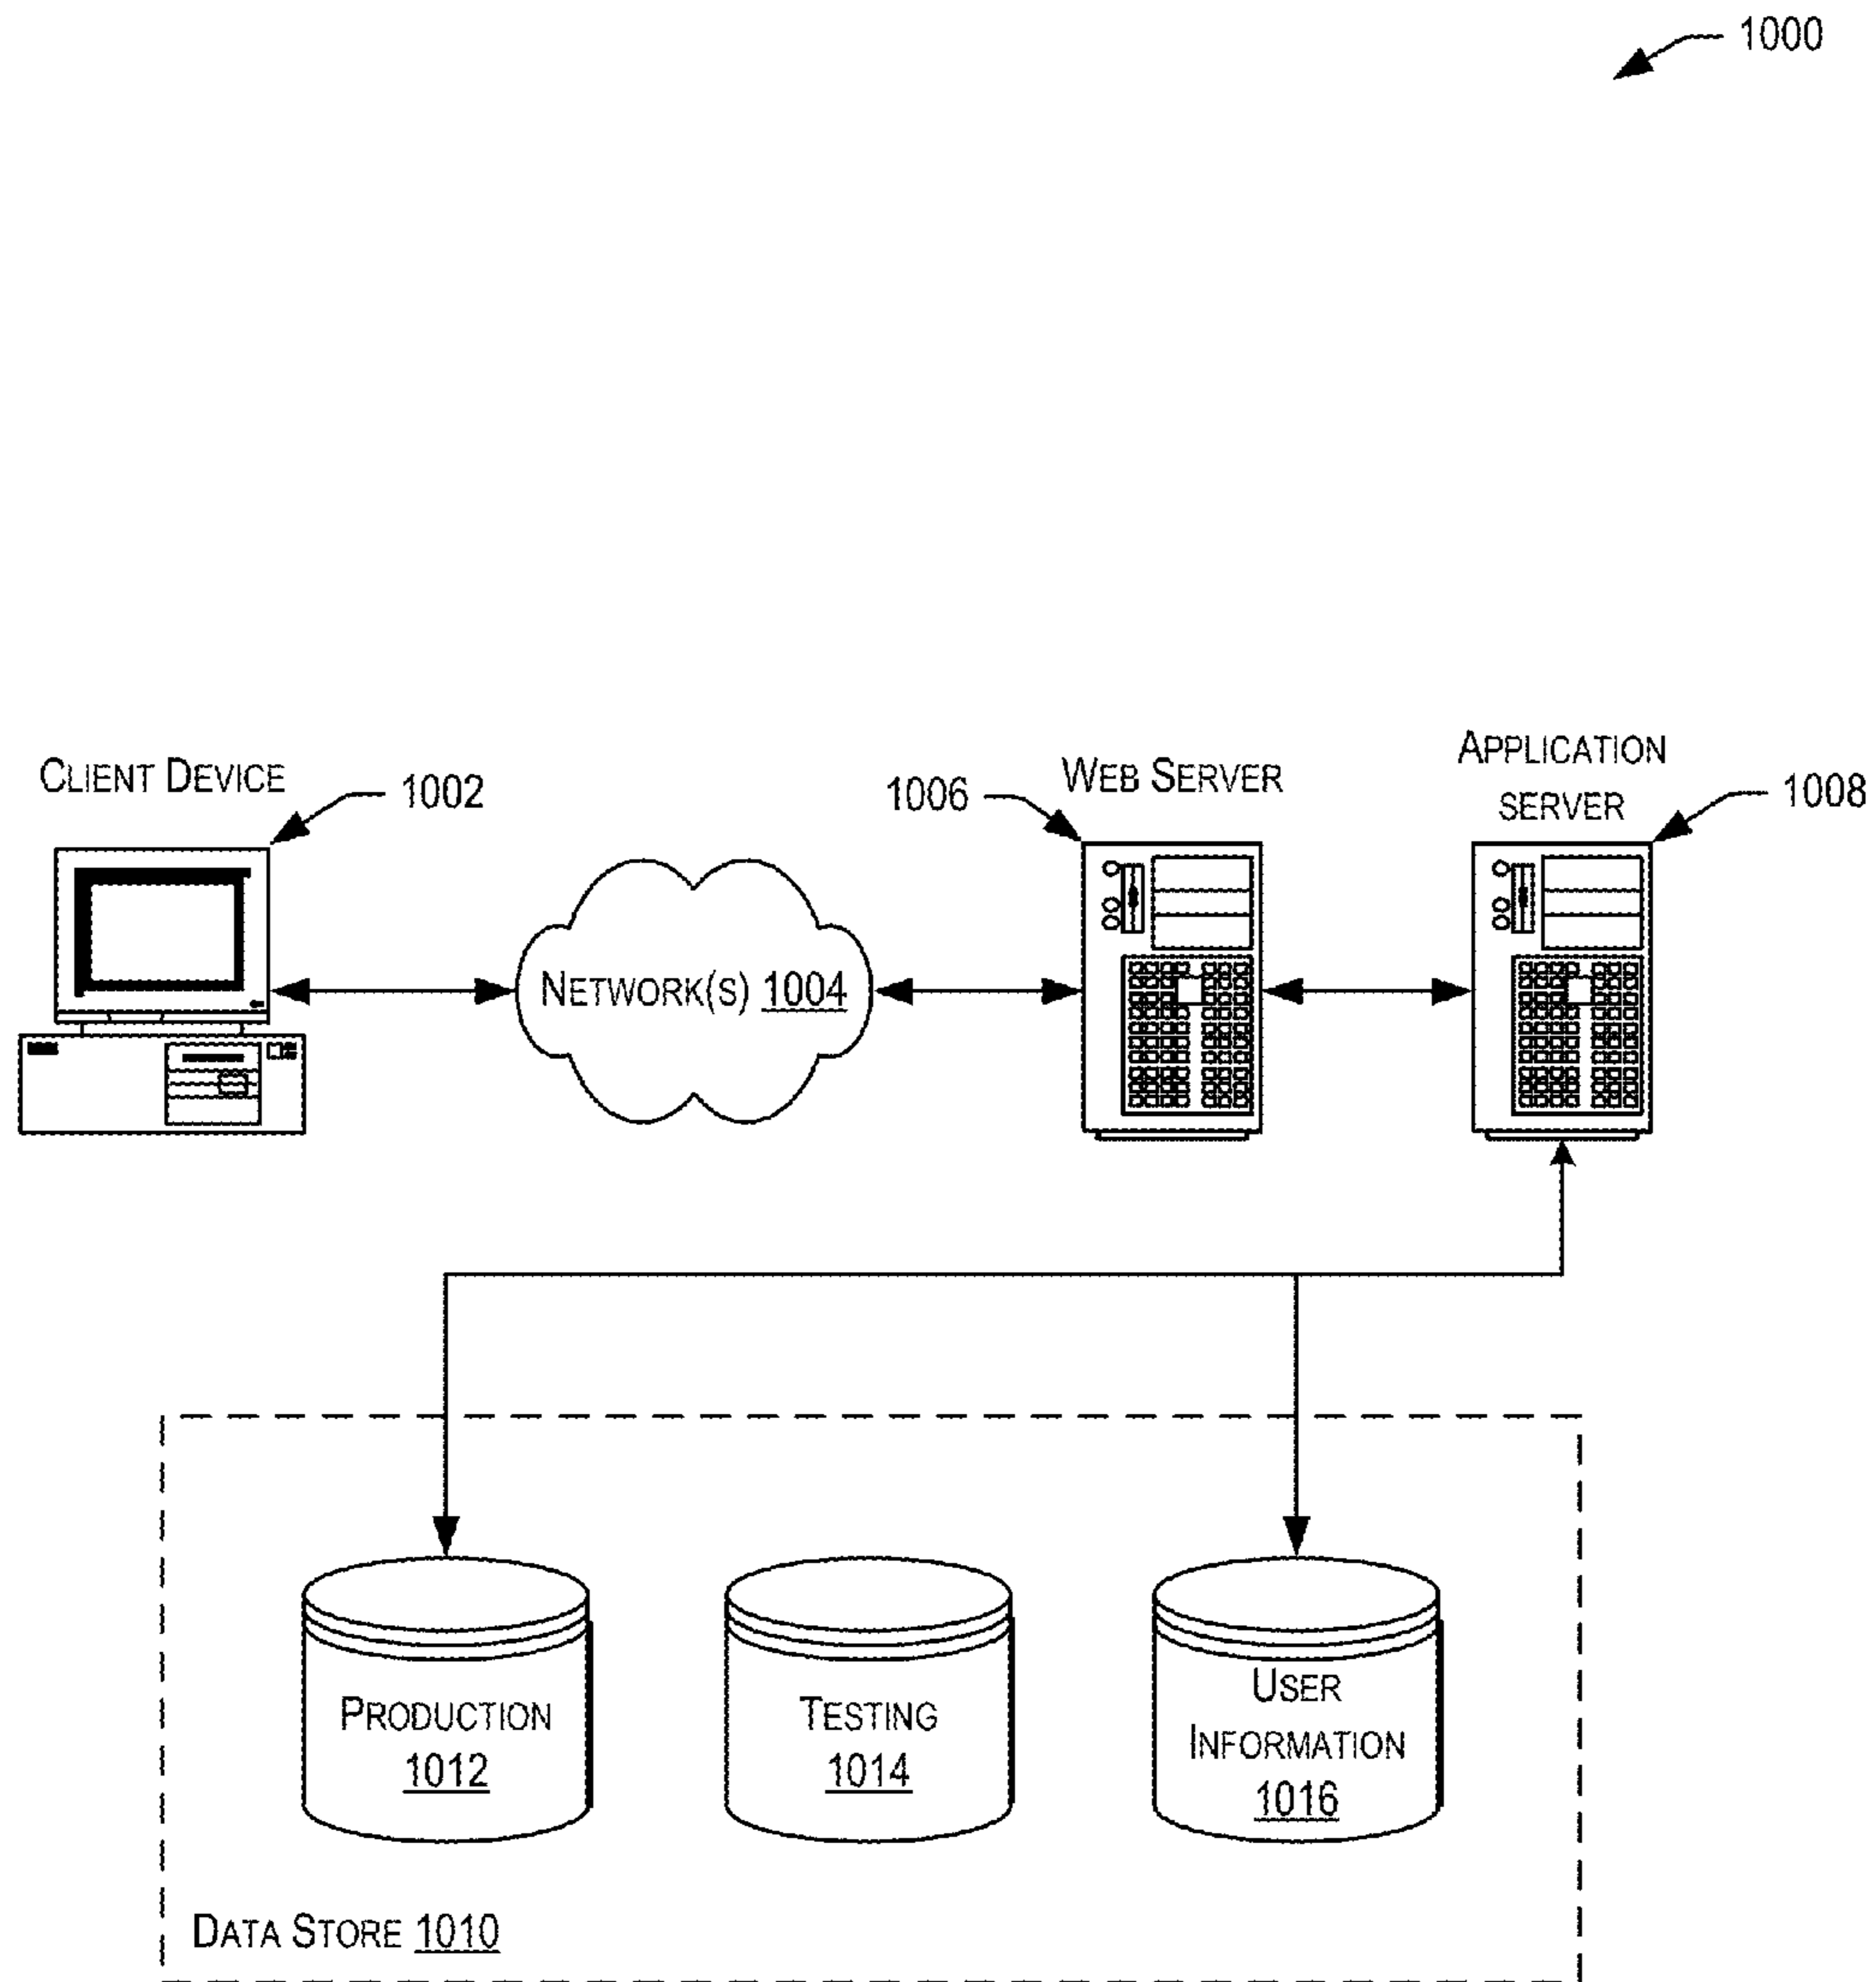 1000
CLIENT DEVICE
1002
1006
WEB SERVER
APPLICATION
SERVER
1008
NETWORK(S) 1004
PRODUCTION
1012
TESTING
1014
USER
INFORMATION
1016
DATA STORE 1010